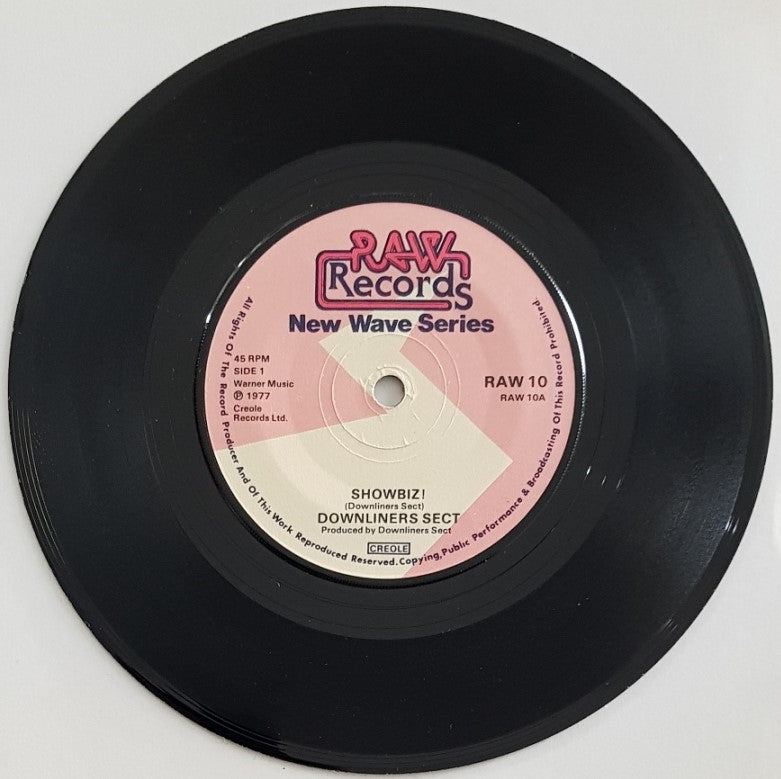 RAW
Records
New Wave Series
45 RPM
SIDE 1
Warner Music
℗ 1977
Creole
Records Ltd.
RAW 10
RAW 10A
SHOWBIZ!
(Downliners Sect)
DOWNLINERS SECT
Produced by Downliners Sect
CREOLE
All Rights Of The Record Producer And Of This Work Reproduced Reserved. Copying, Public Performance & Broadcasting Of This Record Prohibited.